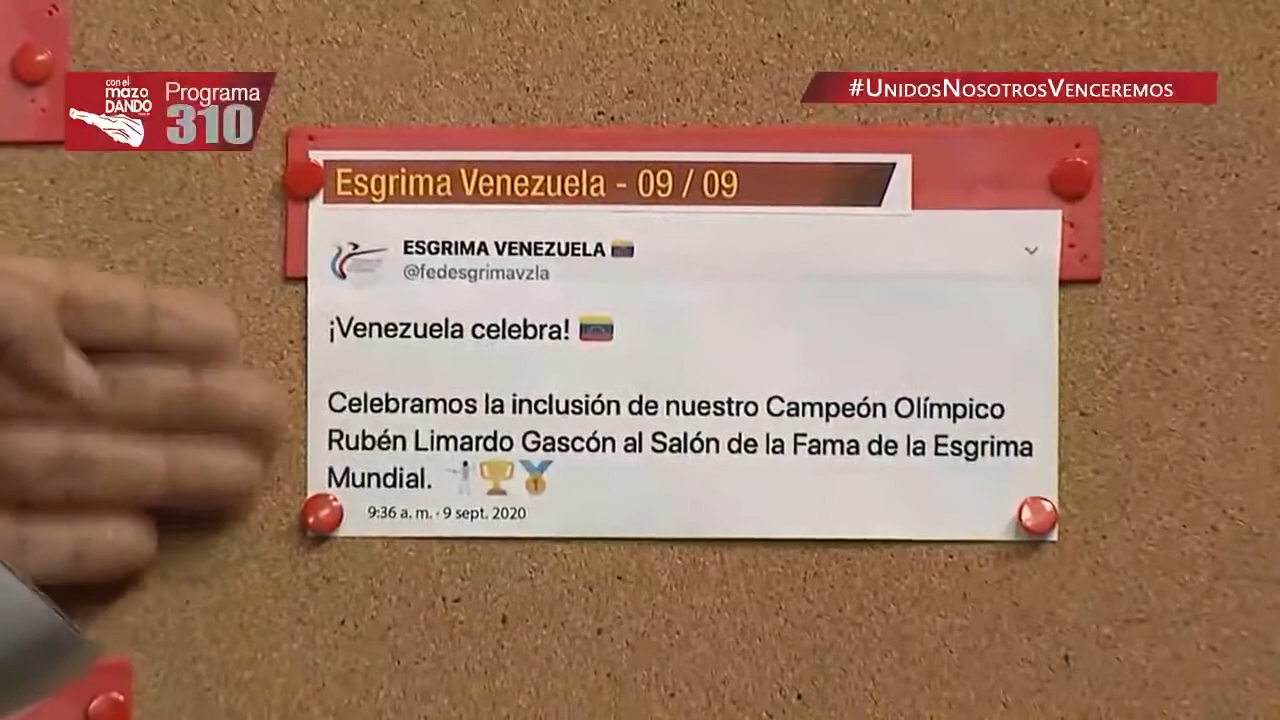 con el
mazo
DANDO
Programa
310
#UNIDOSNOSOTROSVENCEREMOS
Esgrima Venezuela - 09 / 09
ESGRIMA VENEZUELA
@fedesgrimavzla
¡Venezuela celebra!
Celebramos la inclusión de nuestro Campeón Olímpico
Rubén Limardo Gascón al Salón de la Fama de la Esgrima
Mundial.
9:36 a. m. · 9 sept. 2020